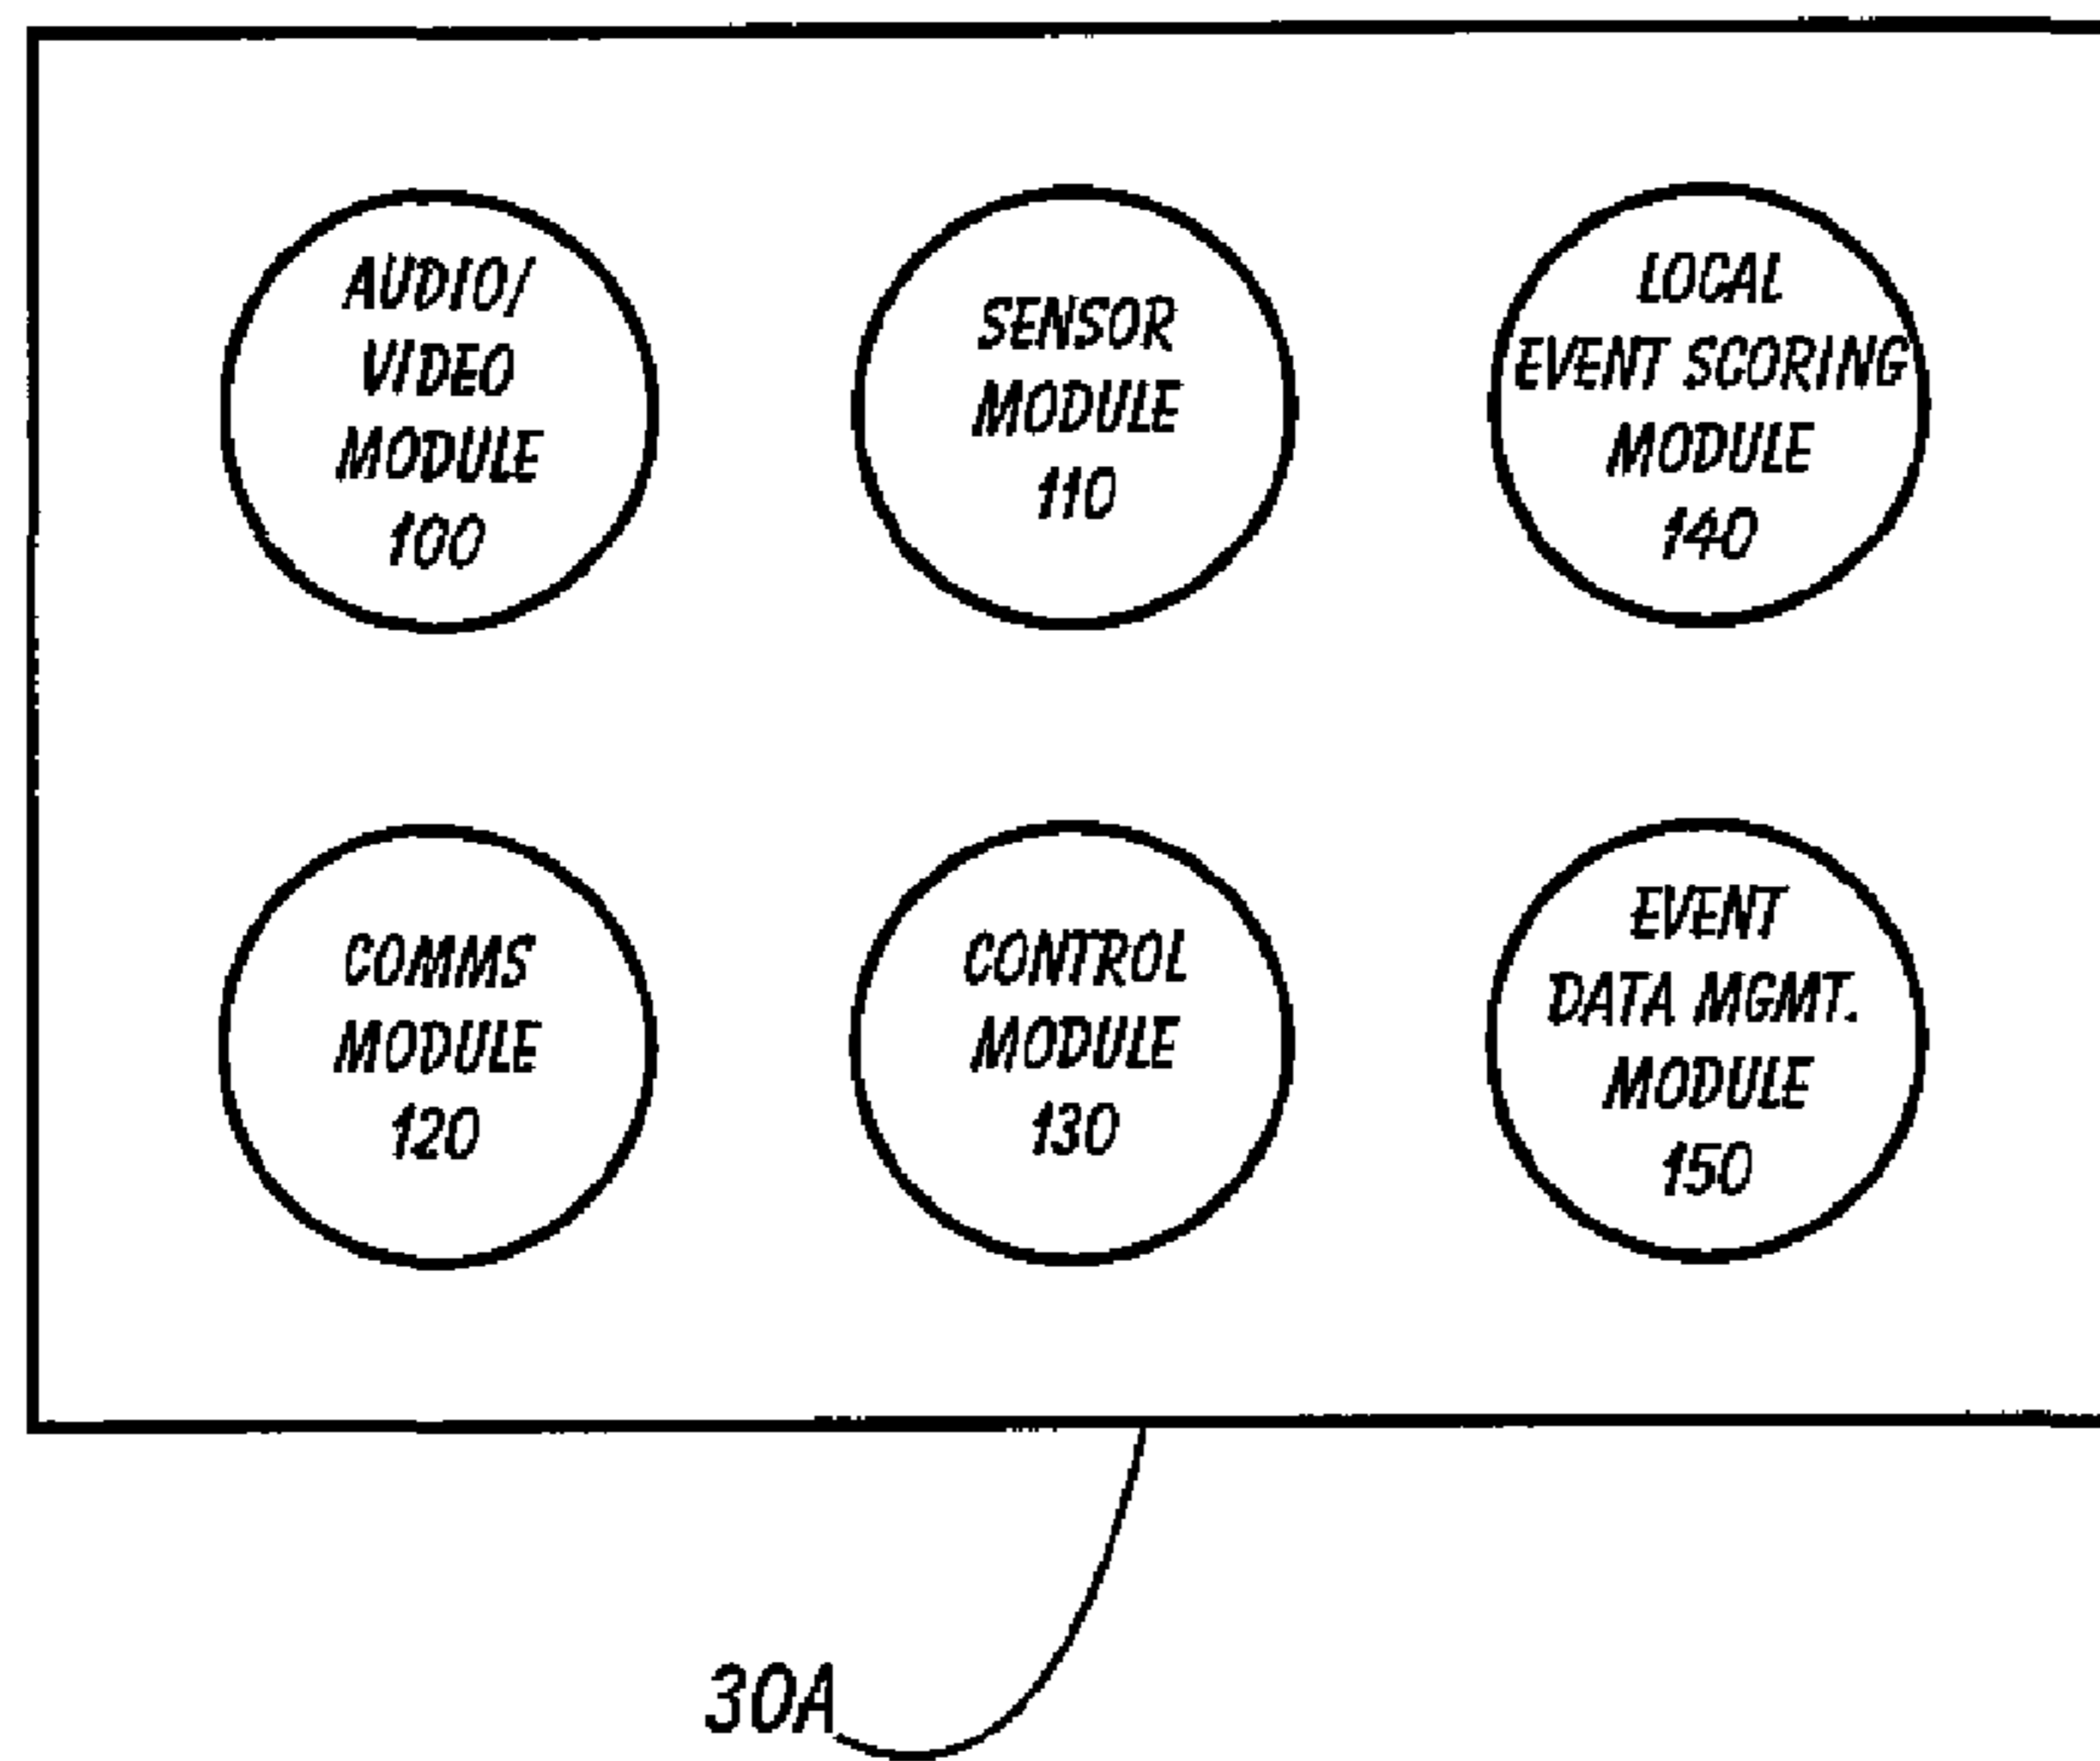 AUDIO/
VIDEO
MODULE
100
SENSOR
MODULE
110
LOCAL
EVENT SCORING
MODULE
140
COMMS
MODULE
120
CONTROL
MODULE
130
EVENT
DATA MGMT.
MODULE
150
30A